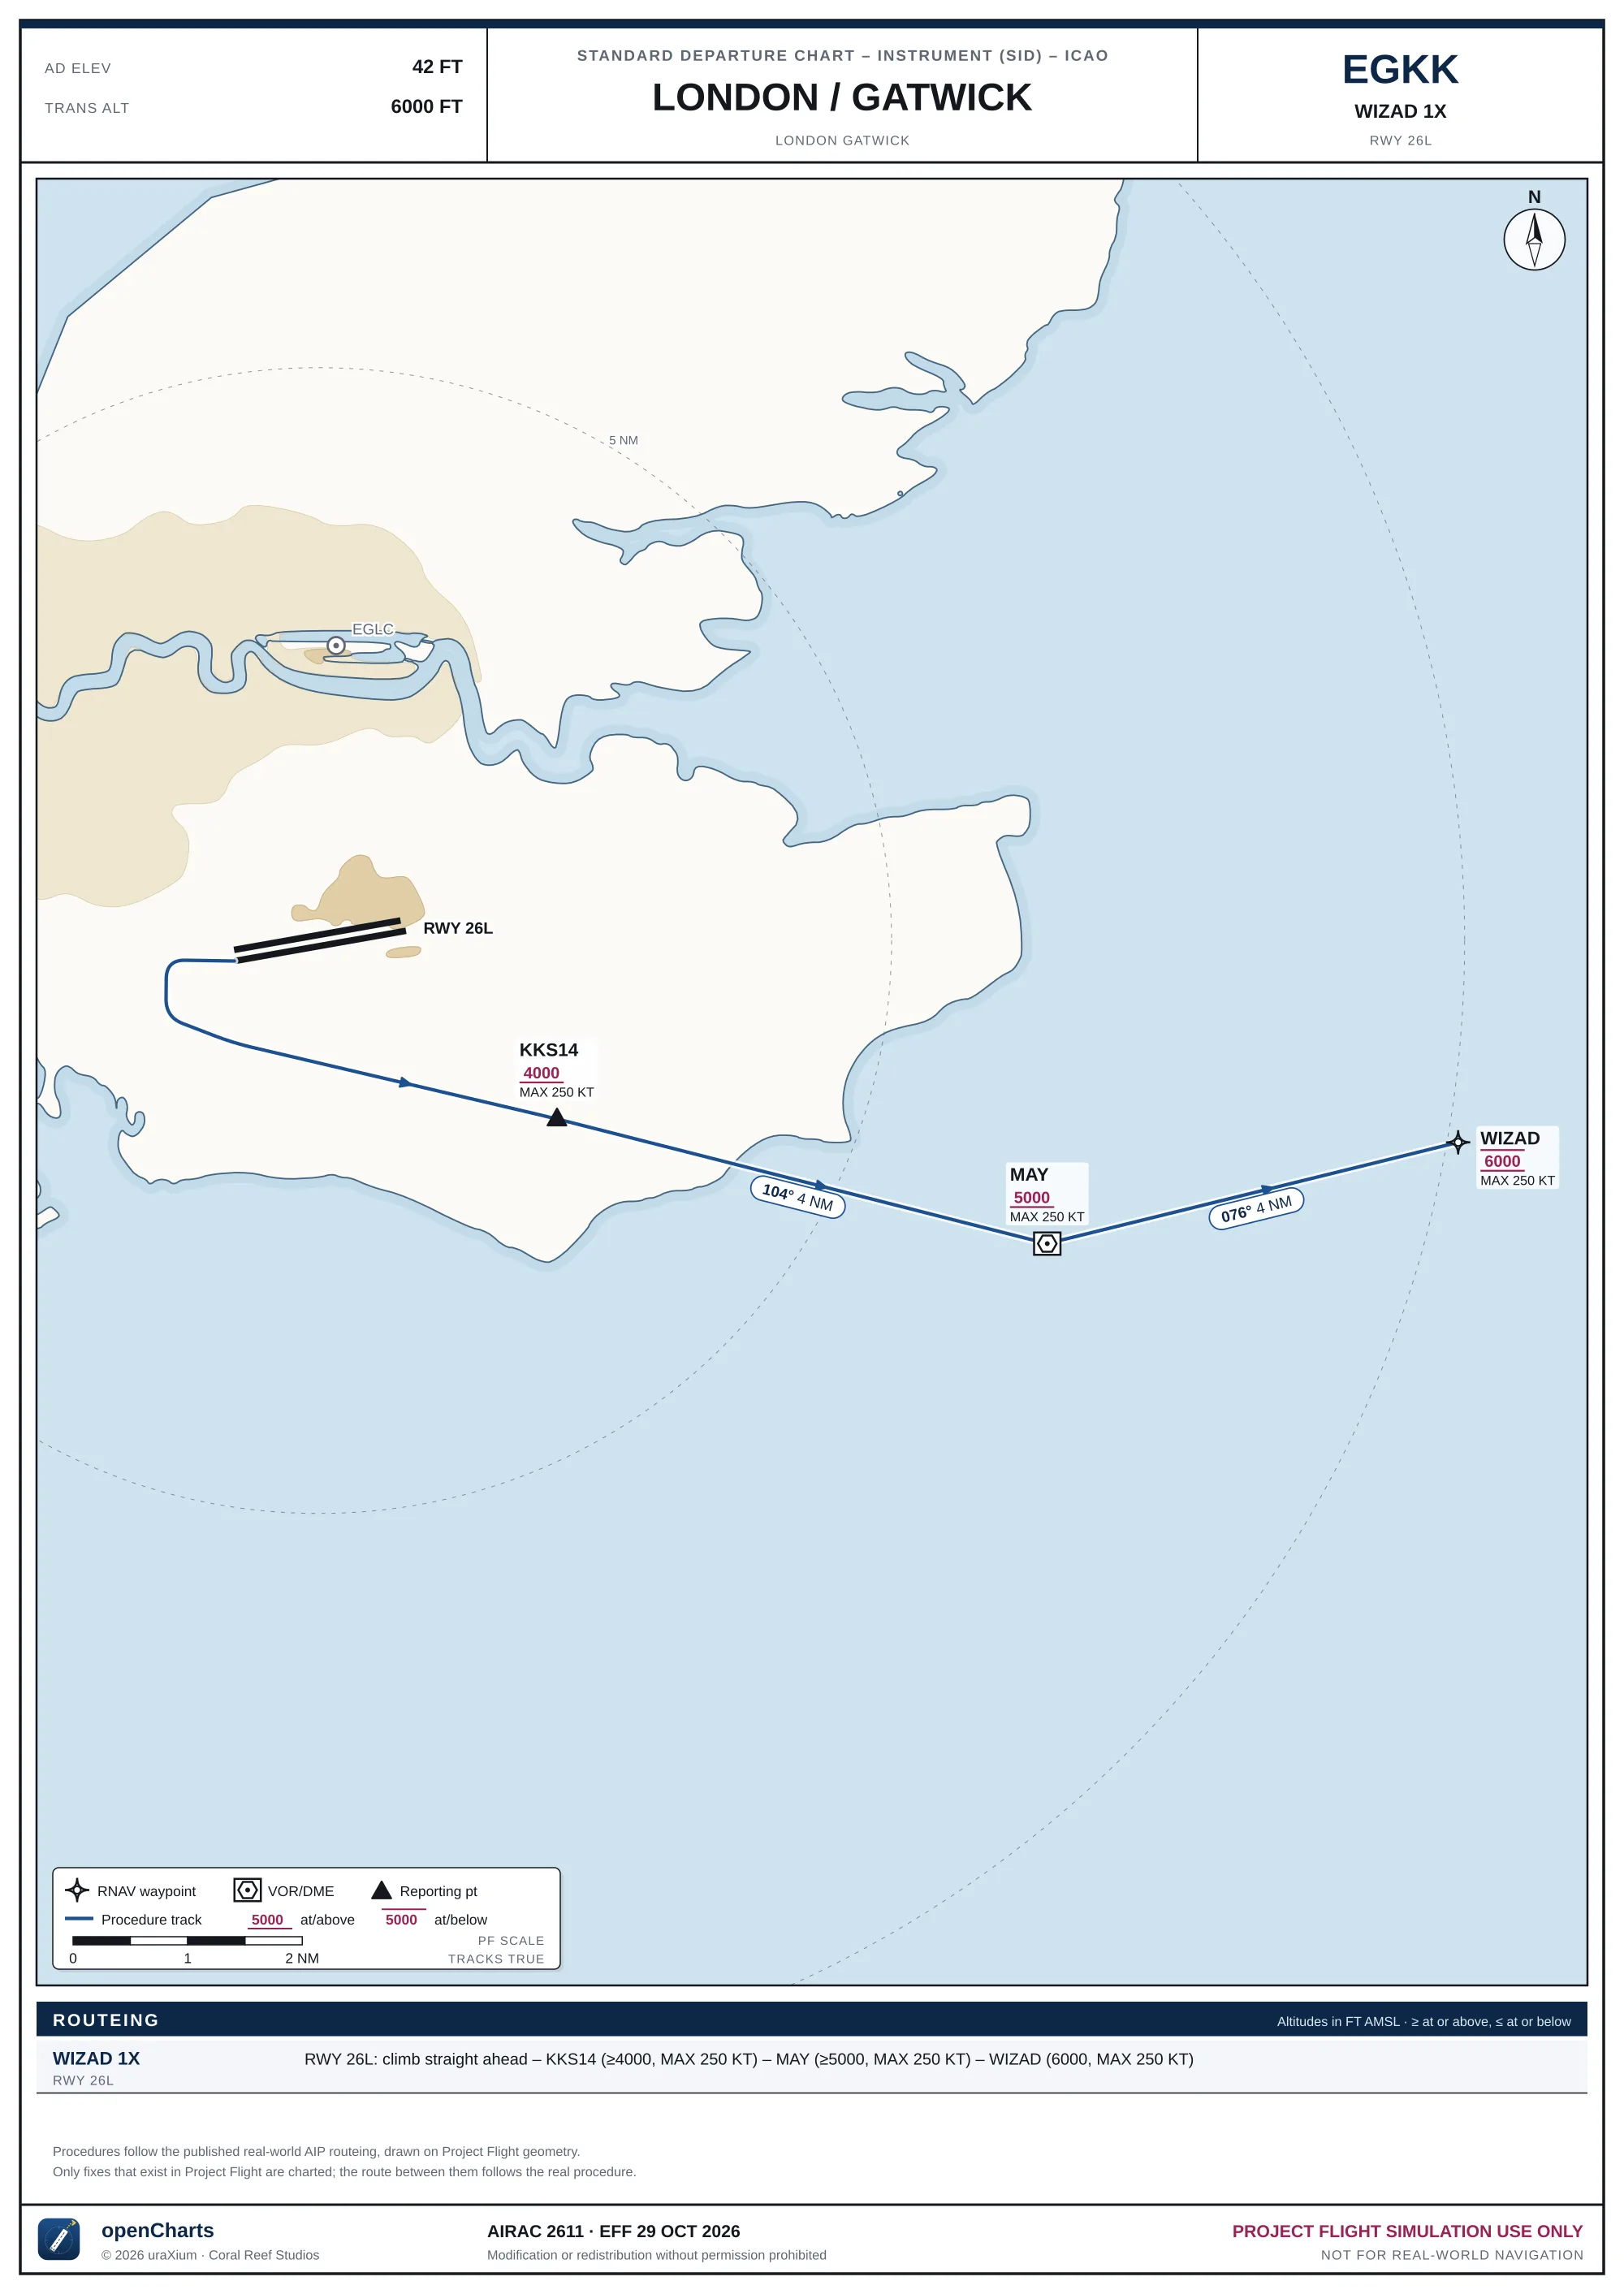 AD ELEV 42 FT
TRANS ALT 6000 FT
STANDARD DEPARTURE CHART – INSTRUMENT (SID) – ICAO
LONDON / GATWICK
LONDON GATWICK
EGKK
WIZAD 1X
RWY 26L
N
5 NM
EGLC
RWY 26L
KKS14
4000
MAX 250 KT
104° 4 NM
MAY
5000
MAX 250 KT
076° 4 NM
WIZAD
6000
MAX 250 KT
RNAV waypoint VOR/DME Reporting pt
Procedure track 5000 at/above 5000 at/below
PF SCALE
0 1 2 NM TRACKS TRUE
ROUTEING Altitudes in FT AMSL · ≥ at or above, ≤ at or below
WIZAD 1X RWY 26L: climb straight ahead – KKS14 (≥4000, MAX 250 KT) – MAY (≥5000, MAX 250 KT) – WIZAD (6000, MAX 250 KT)
RWY 26L
Procedures follow the published real-world AIP routeing, drawn on Project Flight geometry.
Only fixes that exist in Project Flight are charted; the route between them follows the real procedure.
openCharts AIRAC 2611 · EFF 29 OCT 2026 PROJECT FLIGHT SIMULATION USE ONLY
© 2026 uraXium · Coral Reef Studios Modification or redistribution without permission prohibited NOT FOR REAL-WORLD NAVIGATION